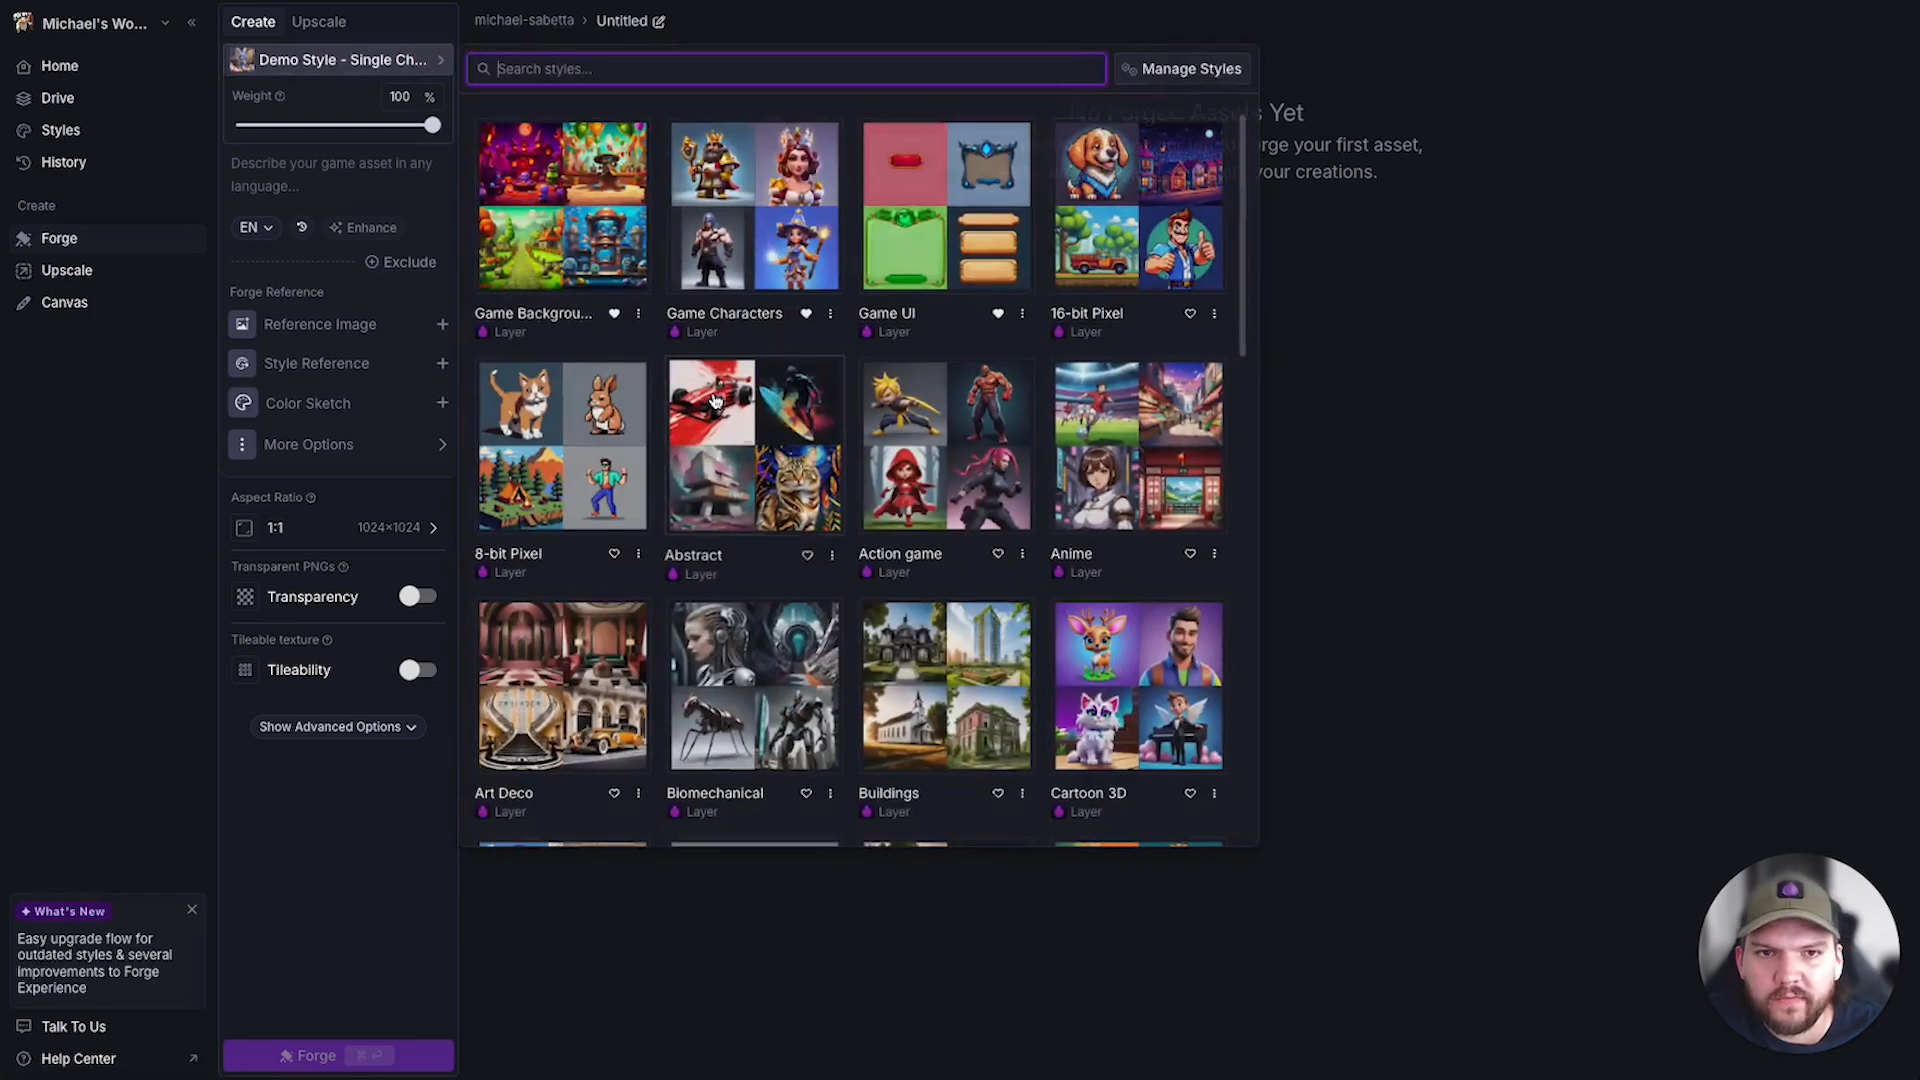 Michael's Wo...
Home
Drive
Styles
History
Create
Forge
Upscale
Canvas
What's New
Easy upgrade flow for
outdated styles & several
improvements to Forge
Experience
Talk To Us
Help Center
Create
Upscale
Demo Style - Single Ch...
Weight
100 %
Describe your game asset in any
language...
EN
Enhance
Exclude
Forge Reference
Reference Image
Style Reference
Color Sketch
More Options
Aspect Ratio
1:1
1024×1024
Transparent PNGs
Transparency
Tileable texture
Tileability
Show Advanced Options
Forge
michael-sabetta
Untitled
Search styles...
Manage Styles
No Forged Assets Yet
orge your first asset,
your creations.
Game Backgrou...
Layer
Game Characters
Layer
Game UI
Layer
16-bit Pixel
Layer
8-bit Pixel
Layer
Abstract
Layer
Action game
Layer
Anime
Layer
Art Deco
Layer
Biomechanical
Layer
Buildings
Layer
Cartoon 3D
Layer